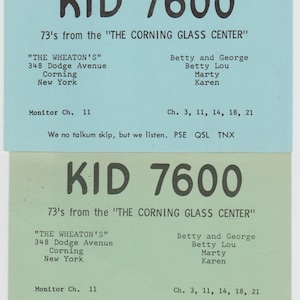 KID 7600
73's from the "THE CORNING GLASS CENTER"
"THE WHEATON'S"
348 Dodge Avenue
Corning
New York
Betty and George
Betty Lou
Marty
Karen
Monitor Ch. 11
Ch. 3, 11, 14, 18, 21
We no talkum skip, but we listen. PSE QSL TNX
KID 7600
73's from the "THE CORNING GLASS CENTER"
"THE WHEATON'S"
348 Dodge Avenue
Corning
New York
Betty and George
Betty Lou
Marty
Karen
Monitor Ch. 11
Ch. 3, 11, 14, 18, 21